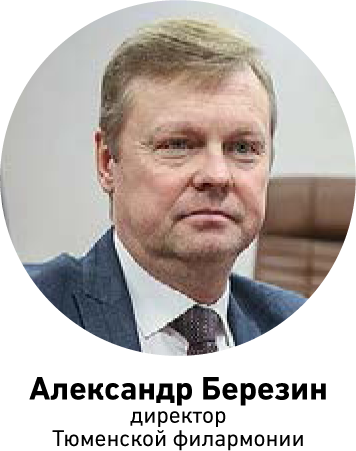 Александр Березин
директор
Тюменской филармонии